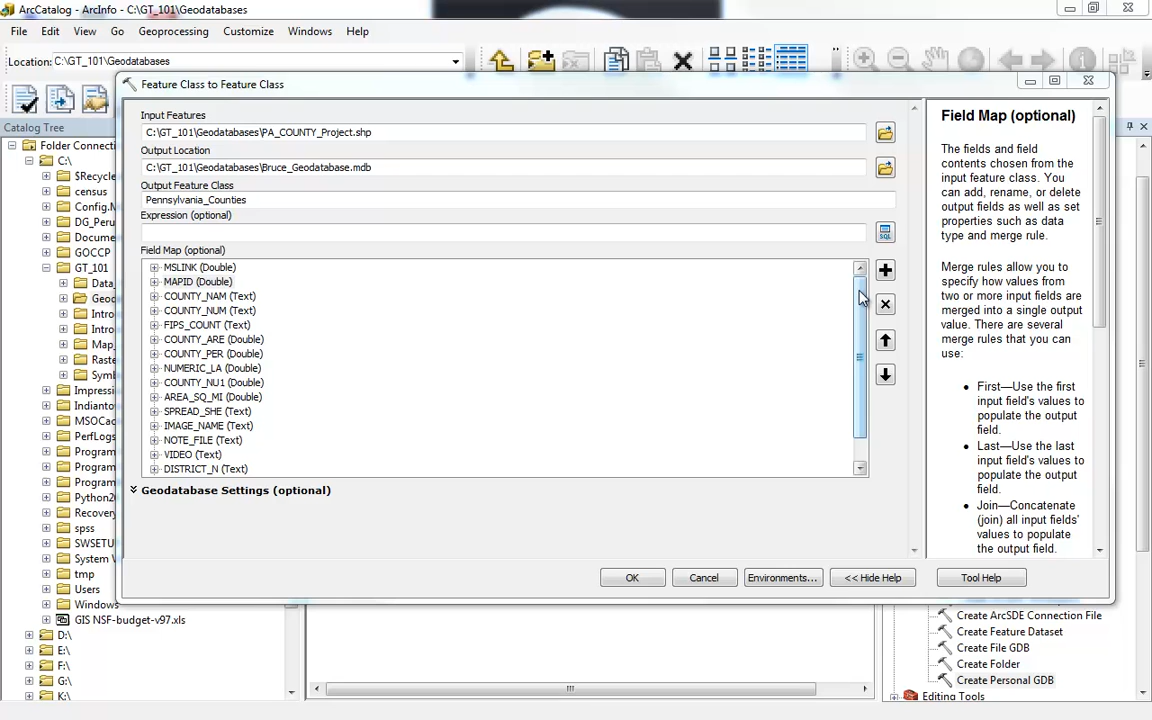 ArcCatalog - ArcInfo - C:\GT_101\Geodatabases
File Edit View Go Geoprocessing Customize Windows Help
Location: C:\GT_101\Geodatabases
Catalog Tree
Folder Connecti
C:\
$Recycl
census
Config.M
DG_Peru
Docume
GOCCP
GT_101
Data_
Geod
Intro
Intro
Map_
Raste
Symb
Impressi
Indianto
MSOCac
PerfLogs
Program
Program
Program
Python2
Recover
spss
SWSETU
System V
tmp
Users
Windows
GIS NSF-budget-v97.xls
D:\
E:\
F:\
G:\
K:\
Feature Class to Feature Class
Input Features
C:\GT_101\Geodatabases\PA_COUNTY_Project.shp
Output Location
C:\GT_101\Geodatabases\Bruce_Geodatabase.mdb
Output Feature Class
Pennsylvania_Counties
Expression (optional)
SQL
Field Map (optional)
MSLINK (Double)
MAPID (Double)
COUNTY_NAM (Text)
COUNTY_NUM (Text)
FIPS_COUNT (Text)
COUNTY_ARE (Double)
COUNTY_PER (Double)
NUMERIC_LA (Double)
COUNTY_NU1 (Double)
AREA_SQ_MI (Double)
SPREAD_SHE (Text)
IMAGE_NAME (Text)
NOTE_FILE (Text)
VIDEO (Text)
DISTRICT_N (Text)
Geodatabase Settings (optional)
OK Cancel Environments... << Hide Help Tool Help
Field Map (optional)
The fields and field
contents chosen from the
input feature class. You
can add, rename, or delete
output fields as well as set
properties such as data
type and merge rule.
Merge rules allow you to
specify how values from
two or more input fields are
merged into a single output
value. There are several
merge rules that you can
use:
First—Use the first
input field's values to
populate the output
field.
Last—Use the last
input field's values to
populate the output
field.
Join—Concatenate
(join) all input fields'
values to populate
the output field.
Create ArcSDE Connection File
Create Feature Dataset
Create File GDB
Create Folder
Create Personal GDB
Editing Tools